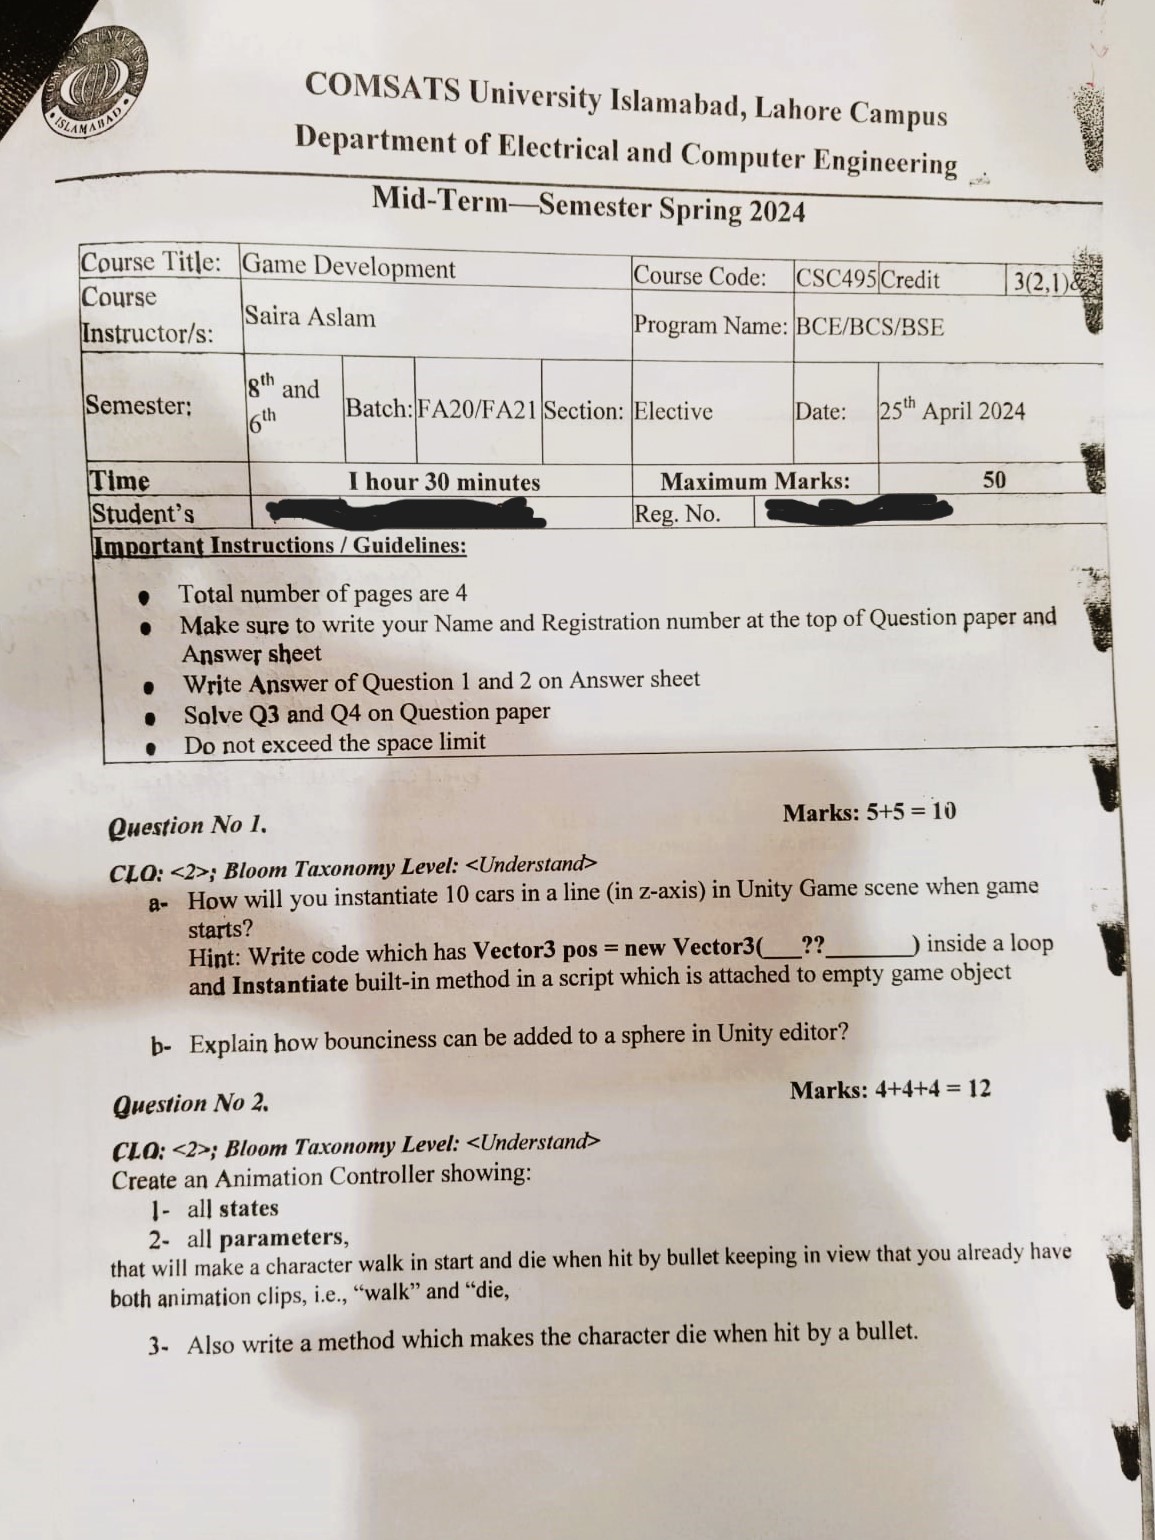 ISLAMABAD
COMSATS University Islamabad, Lahore Campus
Department of Electrical and Computer Engineering
Mid-Term—Semester Spring 2024
Course Title: Game Development Course Code: CSC495 Credit 3(2,1)
Course Instructor/s: Saira Aslam Program Name: BCE/BCS/BSE
Semester: 8th and 6th Batch: FA20/FA21 Section: Elective Date: 25th April 2024
Time I hour 30 minutes Maximum Marks: 50
Student's Reg. No.
Important Instructions / Guidelines:
● Total number of pages are 4
● Make sure to write your Name and Registration number at the top of Question paper and
Answer sheet
● Write Answer of Question 1 and 2 on Answer sheet
● Solve Q3 and Q4 on Question paper
● Do not exceed the space limit
Question No 1. Marks: 5+5 = 10
CLO: <2>; Bloom Taxonomy Level: <Understand>
a- How will you instantiate 10 cars in a line (in z-axis) in Unity Game scene when game
starts?
Hint: Write code which has Vector3 pos = new Vector3(___??_______) inside a loop
and Instantiate built-in method in a script which is attached to empty game object
b- Explain how bounciness can be added to a sphere in Unity editor?
Question No 2. Marks: 4+4+4 = 12
CLO: <2>; Bloom Taxonomy Level: <Understand>
Create an Animation Controller showing:
1- all states
2- all parameters,
that will make a character walk in start and die when hit by bullet keeping in view that you already have
both animation clips, i.e., “walk” and “die,
3- Also write a method which makes the character die when hit by a bullet.